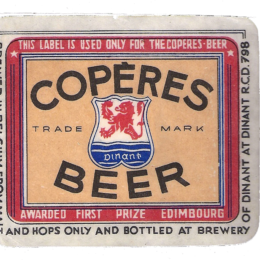 THIS LABEL IS USED ONLY FOR THE COPERES-BEER
COPÈRES
TRADE MARK
DINANT
BEER
AWARDED FIRST PRIZE EDIMBOURG
AND HOPS ONLY AND BOTTLED AT BREWERY
OF DINANT AT DINANT R.C.D. 798